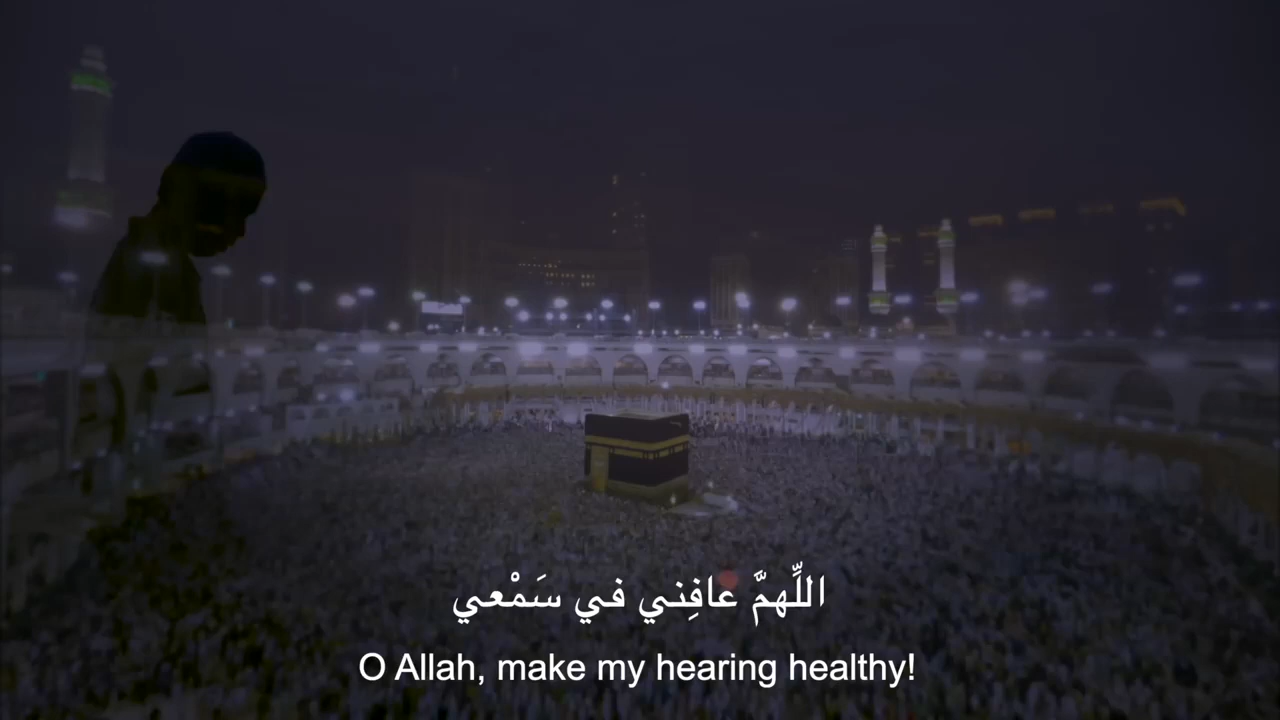 اللِّهمَّ عافِني في سَمْعي
O Allah, make my hearing healthy!